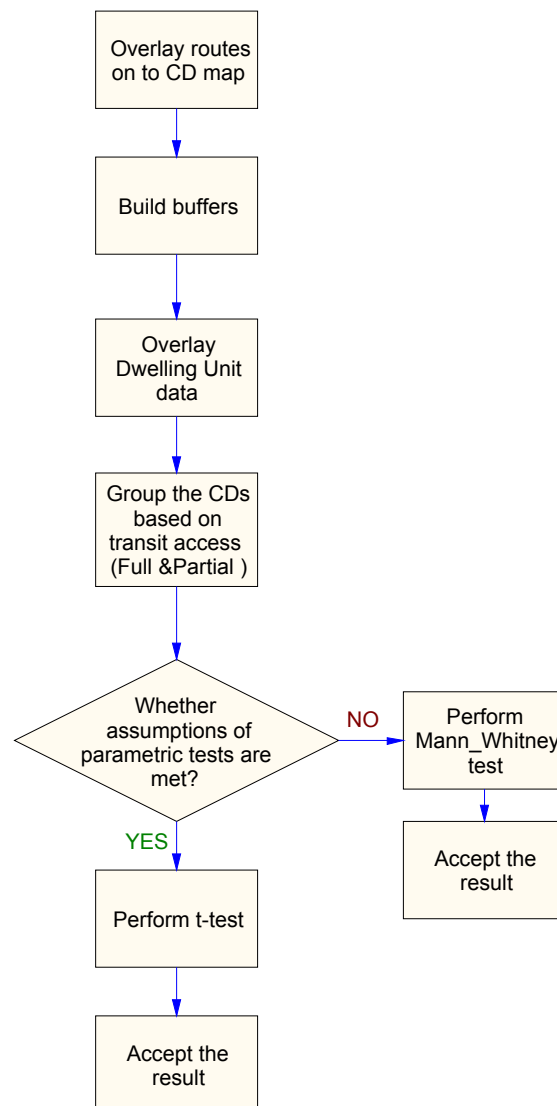 Overlay routes
on to CD map
Build buffers
Overlay
Dwelling Unit
data
Group the CDs
based on
transit access
(Full &Partial )
Whether
assumptions of
parametric tests are
met?
NO
Perform
Mann_Whitney
test
YES
Accept the
result
Perform t-test
Accept the
result